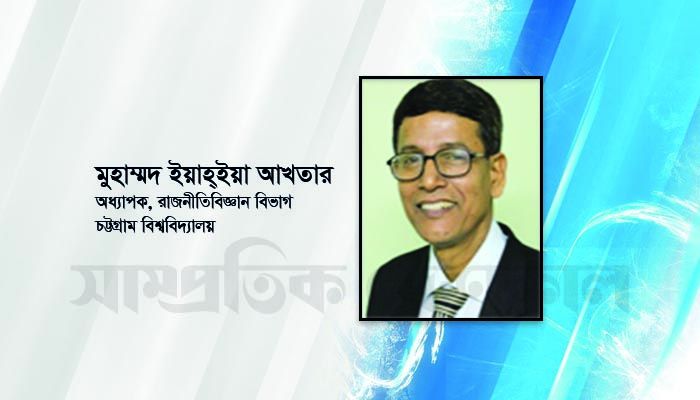 মুহাম্মদ ইয়াহ্ইয়া আখতার
অধ্যাপক, রাজনীতিবিজ্ঞান বিভাগ
চট্টগ্রাম বিশ্ববিদ্যালয়
সাম্প্রতিক